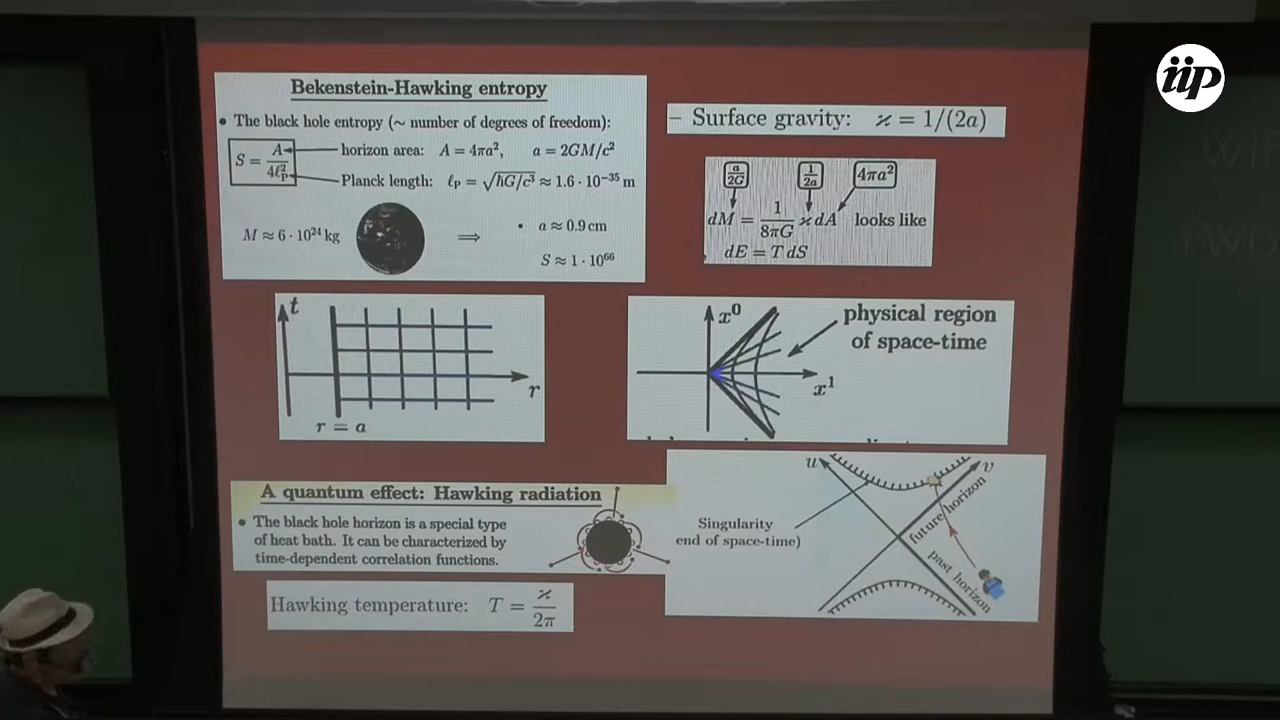 iip
Bekenstein-Hawking entropy
• The black hole entropy (∼ number of degrees of freedom):
S = A/4ℓ²_P
horizon area: A = 4πa², a = 2GM/c²
Planck length: ℓ_P = √ħG/c³ ≈ 1.6 · 10⁻³⁵ m
M ≈ 6 · 10²⁴ kg ⟹ • a ≈ 0.9 cm
S ≈ 1 · 10⁶⁶
– Surface gravity: ϰ = 1/(2a)
a/2G 1/2a 4πa²
dM = 1/8πG ϰ dA looks like
dE = T dS
t
r
r = a
x⁰
physical region
of space-time
x¹
A quantum effect: Hawking radiation
• The black hole horizon is a special type
of heat bath. It can be characterized by
time-dependent correlation functions.
Hawking temperature: T = ϰ/2π
u
v
Singularity
end of space-time)
future horizon
past horizon